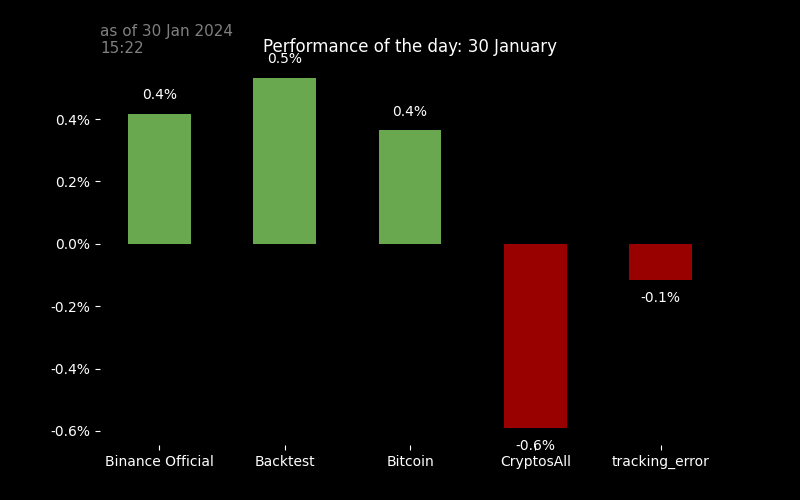 as of 30 Jan 2024
15:22
Performance of the day: 30 January
0.4%
0.5%
0.4%
-0.6%
-0.1%
0.4%
0.2%
0.0%
-0.2%
-0.4%
-0.6%
Binance Official
Backtest
Bitcoin
CryptosAll
tracking_error